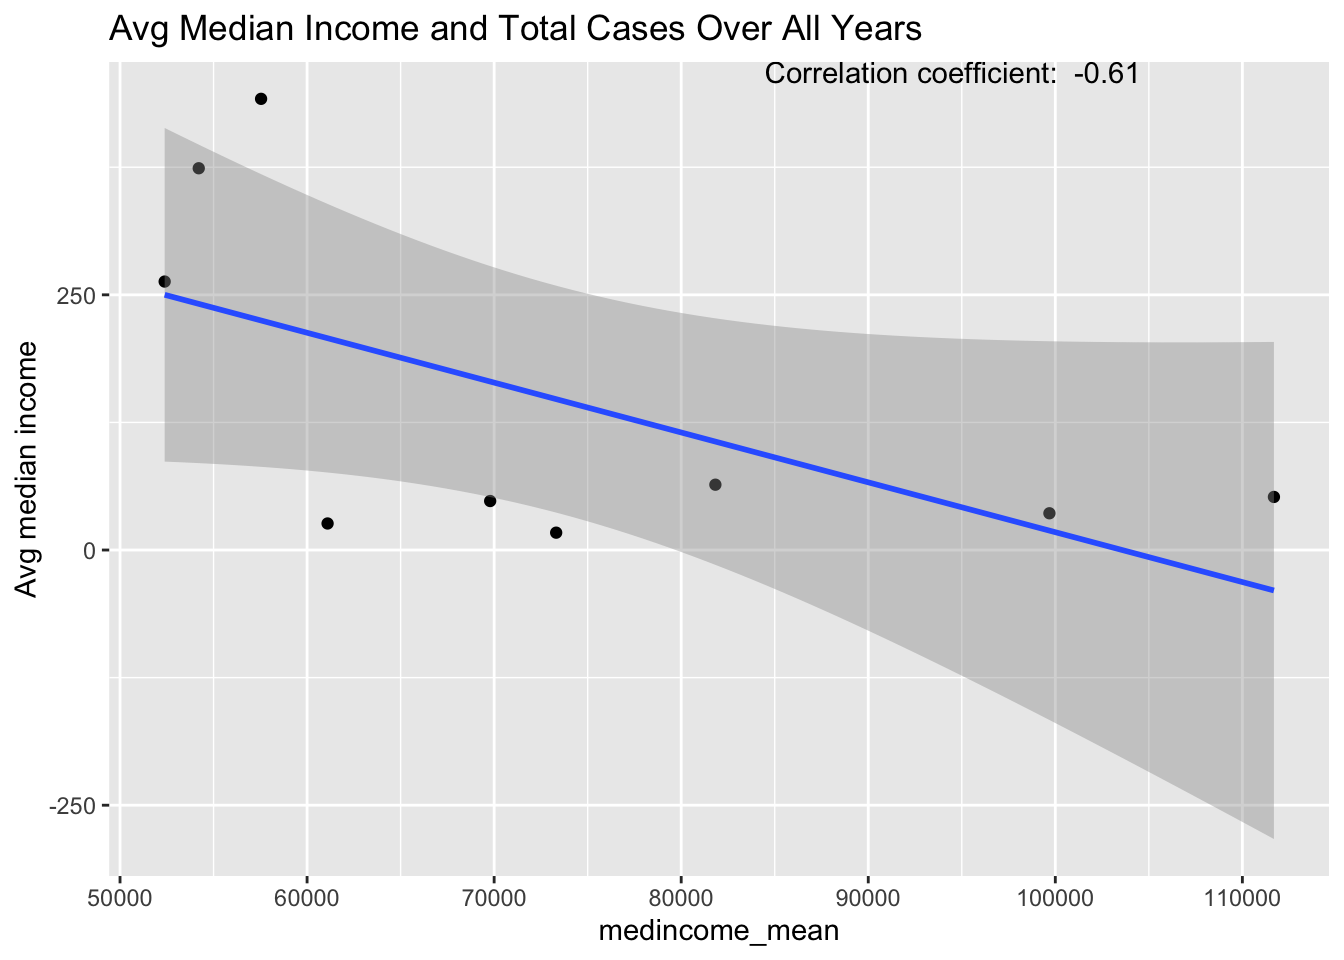 Avg Median Income and Total Cases Over All Years
Correlation coefficient:  -0.61
Avg median income
250
0
-250
50000
60000
70000
80000
90000
100000
110000
medincome_mean